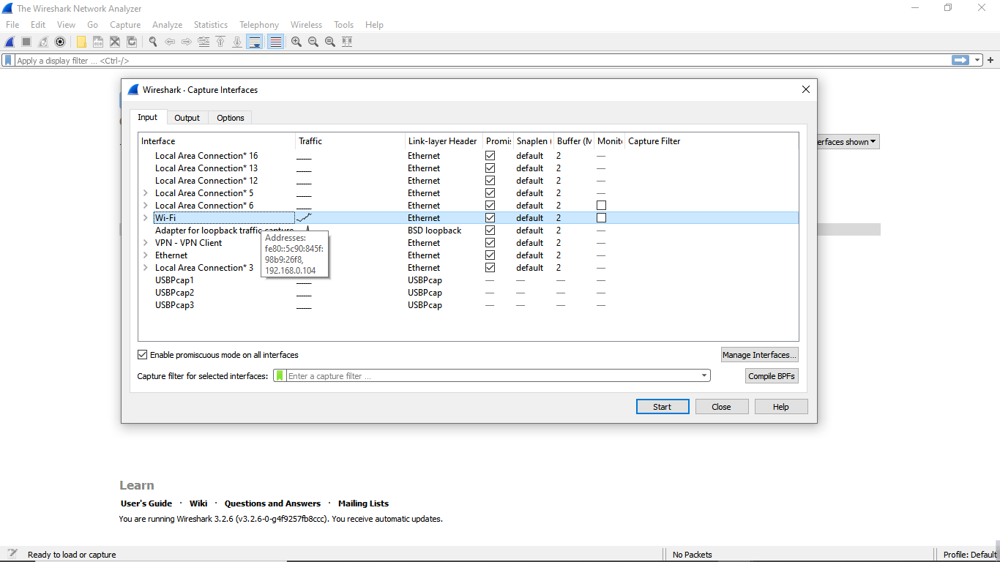 The Wireshark Network Analyzer
File Edit View Go Capture Analyze Statistics Telephony Wireless Tools Help
Apply a display filter ... <Ctrl-/>
Wireshark · Capture Interfaces
Input Output Options
Interface Traffic Link-layer Header Promis Snaplen ( Buffer (M Monito Capture Filter
Local Area Connection* 16 Ethernet default 2 —
Local Area Connection* 13 Ethernet default 2 —
Local Area Connection* 12 Ethernet default 2 —
Local Area Connection* 5 Ethernet default 2 —
Local Area Connection* 6 Ethernet default 2
Wi-Fi Ethernet default 2
Adapter for loopback traffic capture BSD loopback default 2 —
VPN - VPN Client Ethernet default 2 —
Ethernet Ethernet default 2 —
Local Area Connection* 3 Ethernet default 2 —
USBPcap1 USBPcap — — — —
USBPcap2 USBPcap — — — —
USBPcap3 USBPcap — — — —
Addresses:
fe80::5c90:845f:
98b9:26f8,
192.168.0.104
erfaces shown
Enable promiscuous mode on all interfaces Manage Interfaces...
Capture filter for selected interfaces: Enter a capture filter ... Compile BPFs
Start Close Help
Learn
User's Guide · Wiki · Questions and Answers · Mailing Lists
You are running Wireshark 3.2.6 (v3.2.6-0-g4f9257fb8ccc). You receive automatic updates.
Ready to load or capture No Packets Profile: Default